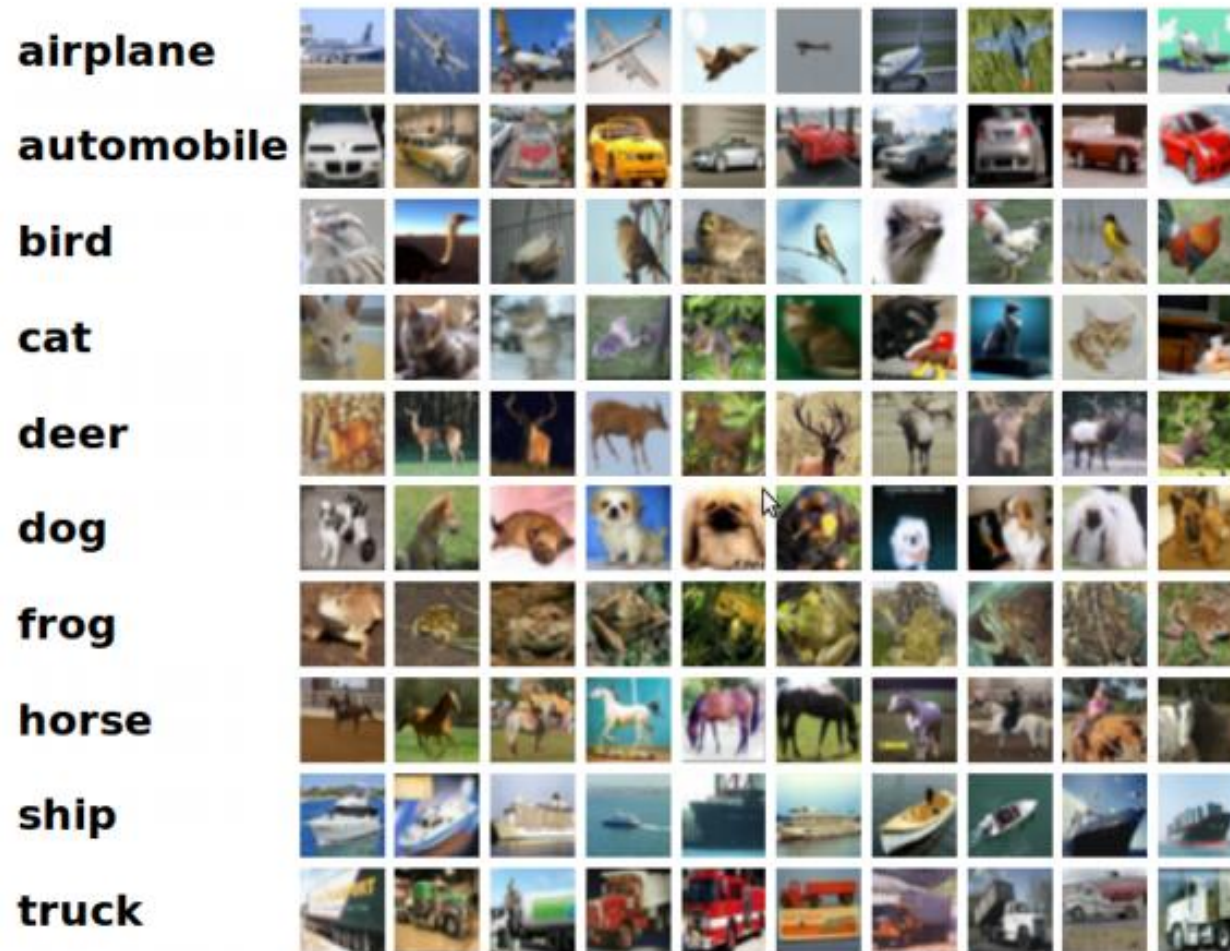 airplane
automobile
bird
cat
deer
dog
frog
horse
ship
truck